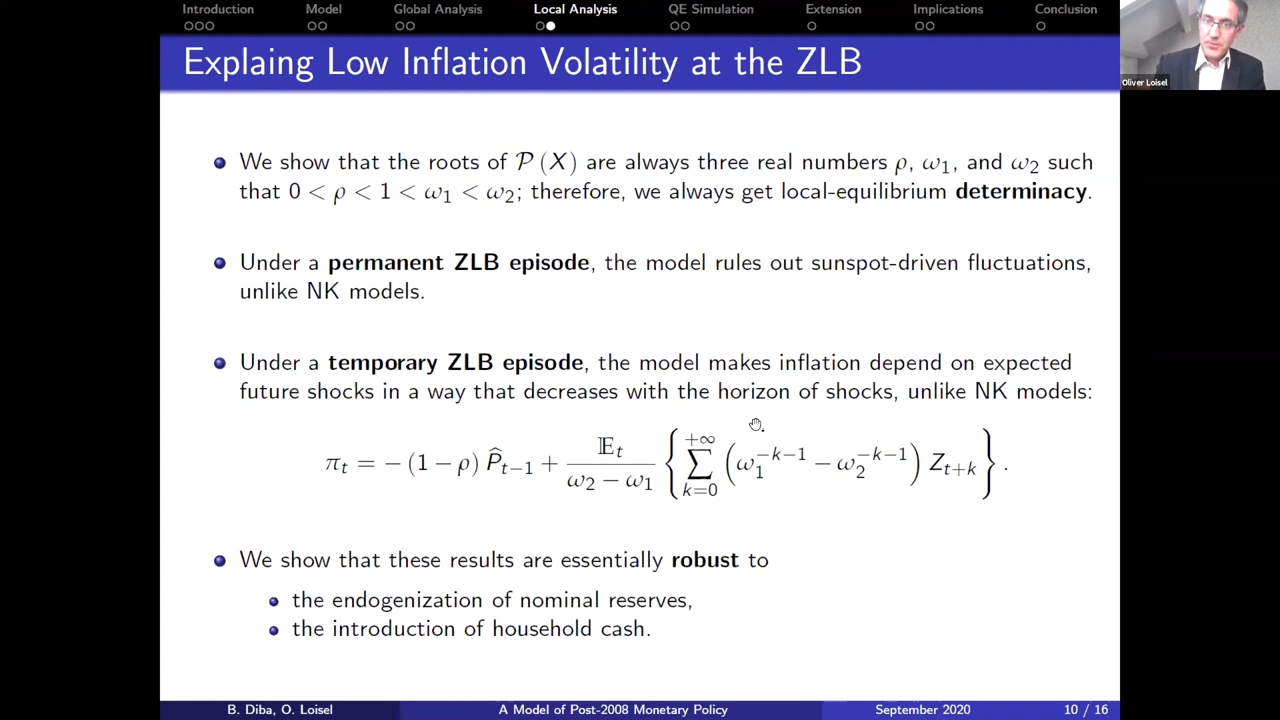 Introduction Model Global Analysis Local Analysis QE Simulation Extension Implications Conclusion
Explaing Low Inflation Volatility at the ZLB
Oliver Loisel
We show that the roots of 𝒫 (X) are always three real numbers ρ, ω₁, and ω₂ such
that 0 < ρ < 1 < ω₁ < ω₂; therefore, we always get local-equilibrium determinacy.
Under a permanent ZLB episode, the model rules out sunspot-driven fluctuations,
unlike NK models.
Under a temporary ZLB episode, the model makes inflation depend on expected
future shocks in a way that decreases with the horizon of shocks, unlike NK models:
π_t = − (1 − ρ) P̂_{t−1} + \frac{𝔼_t}{ω₂ − ω₁} { ∑_{k=0}^{+∞} (ω₁^{−k−1} − ω₂^{−k−1}) Z_{t+k} } .
We show that these results are essentially robust to
the endogenization of nominal reserves,
the introduction of household cash.
B. Diba, O. Loisel A Model of Post-2008 Monetary Policy September 2020 10 / 16